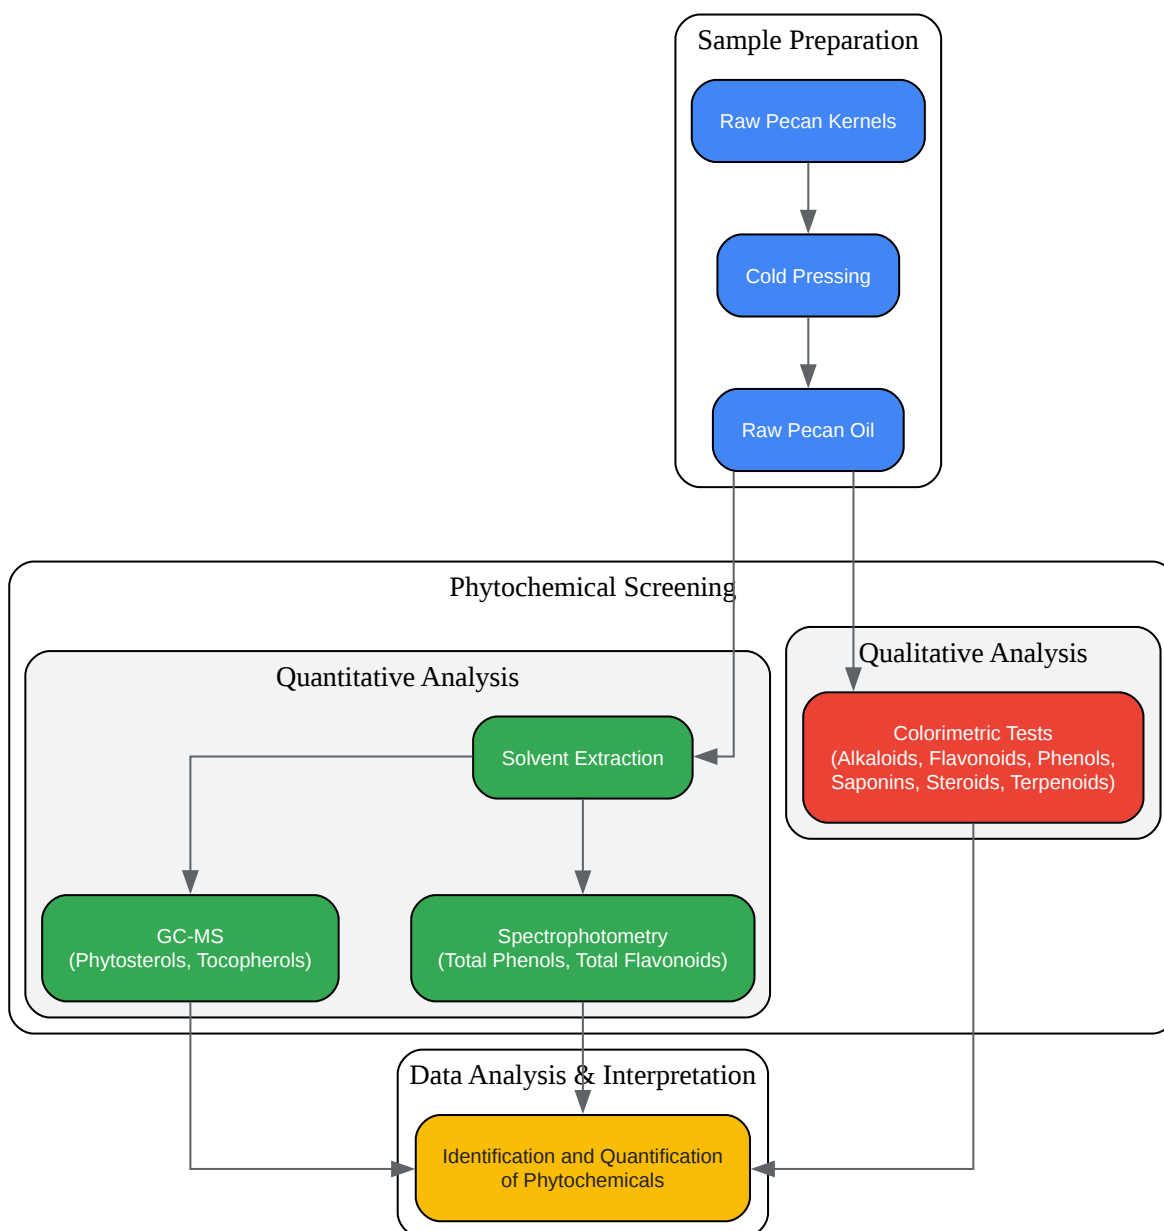 Sample Preparation
Raw Pecan Kernels
Cold Pressing
Raw Pecan Oil
Phytochemical Screening
Quantitative Analysis
Solvent Extraction
GC-MS
(Phytosterols, Tocopherols)
Spectrophotometry
(Total Phenols, Total Flavonoids)
Qualitative Analysis
Colorimetric Tests
(Alkaloids, Flavonoids, Phenols,
Saponins, Steroids, Terpenoids)
Data Analysis & Interpretation
Identification and Quantification
of Phytochemicals